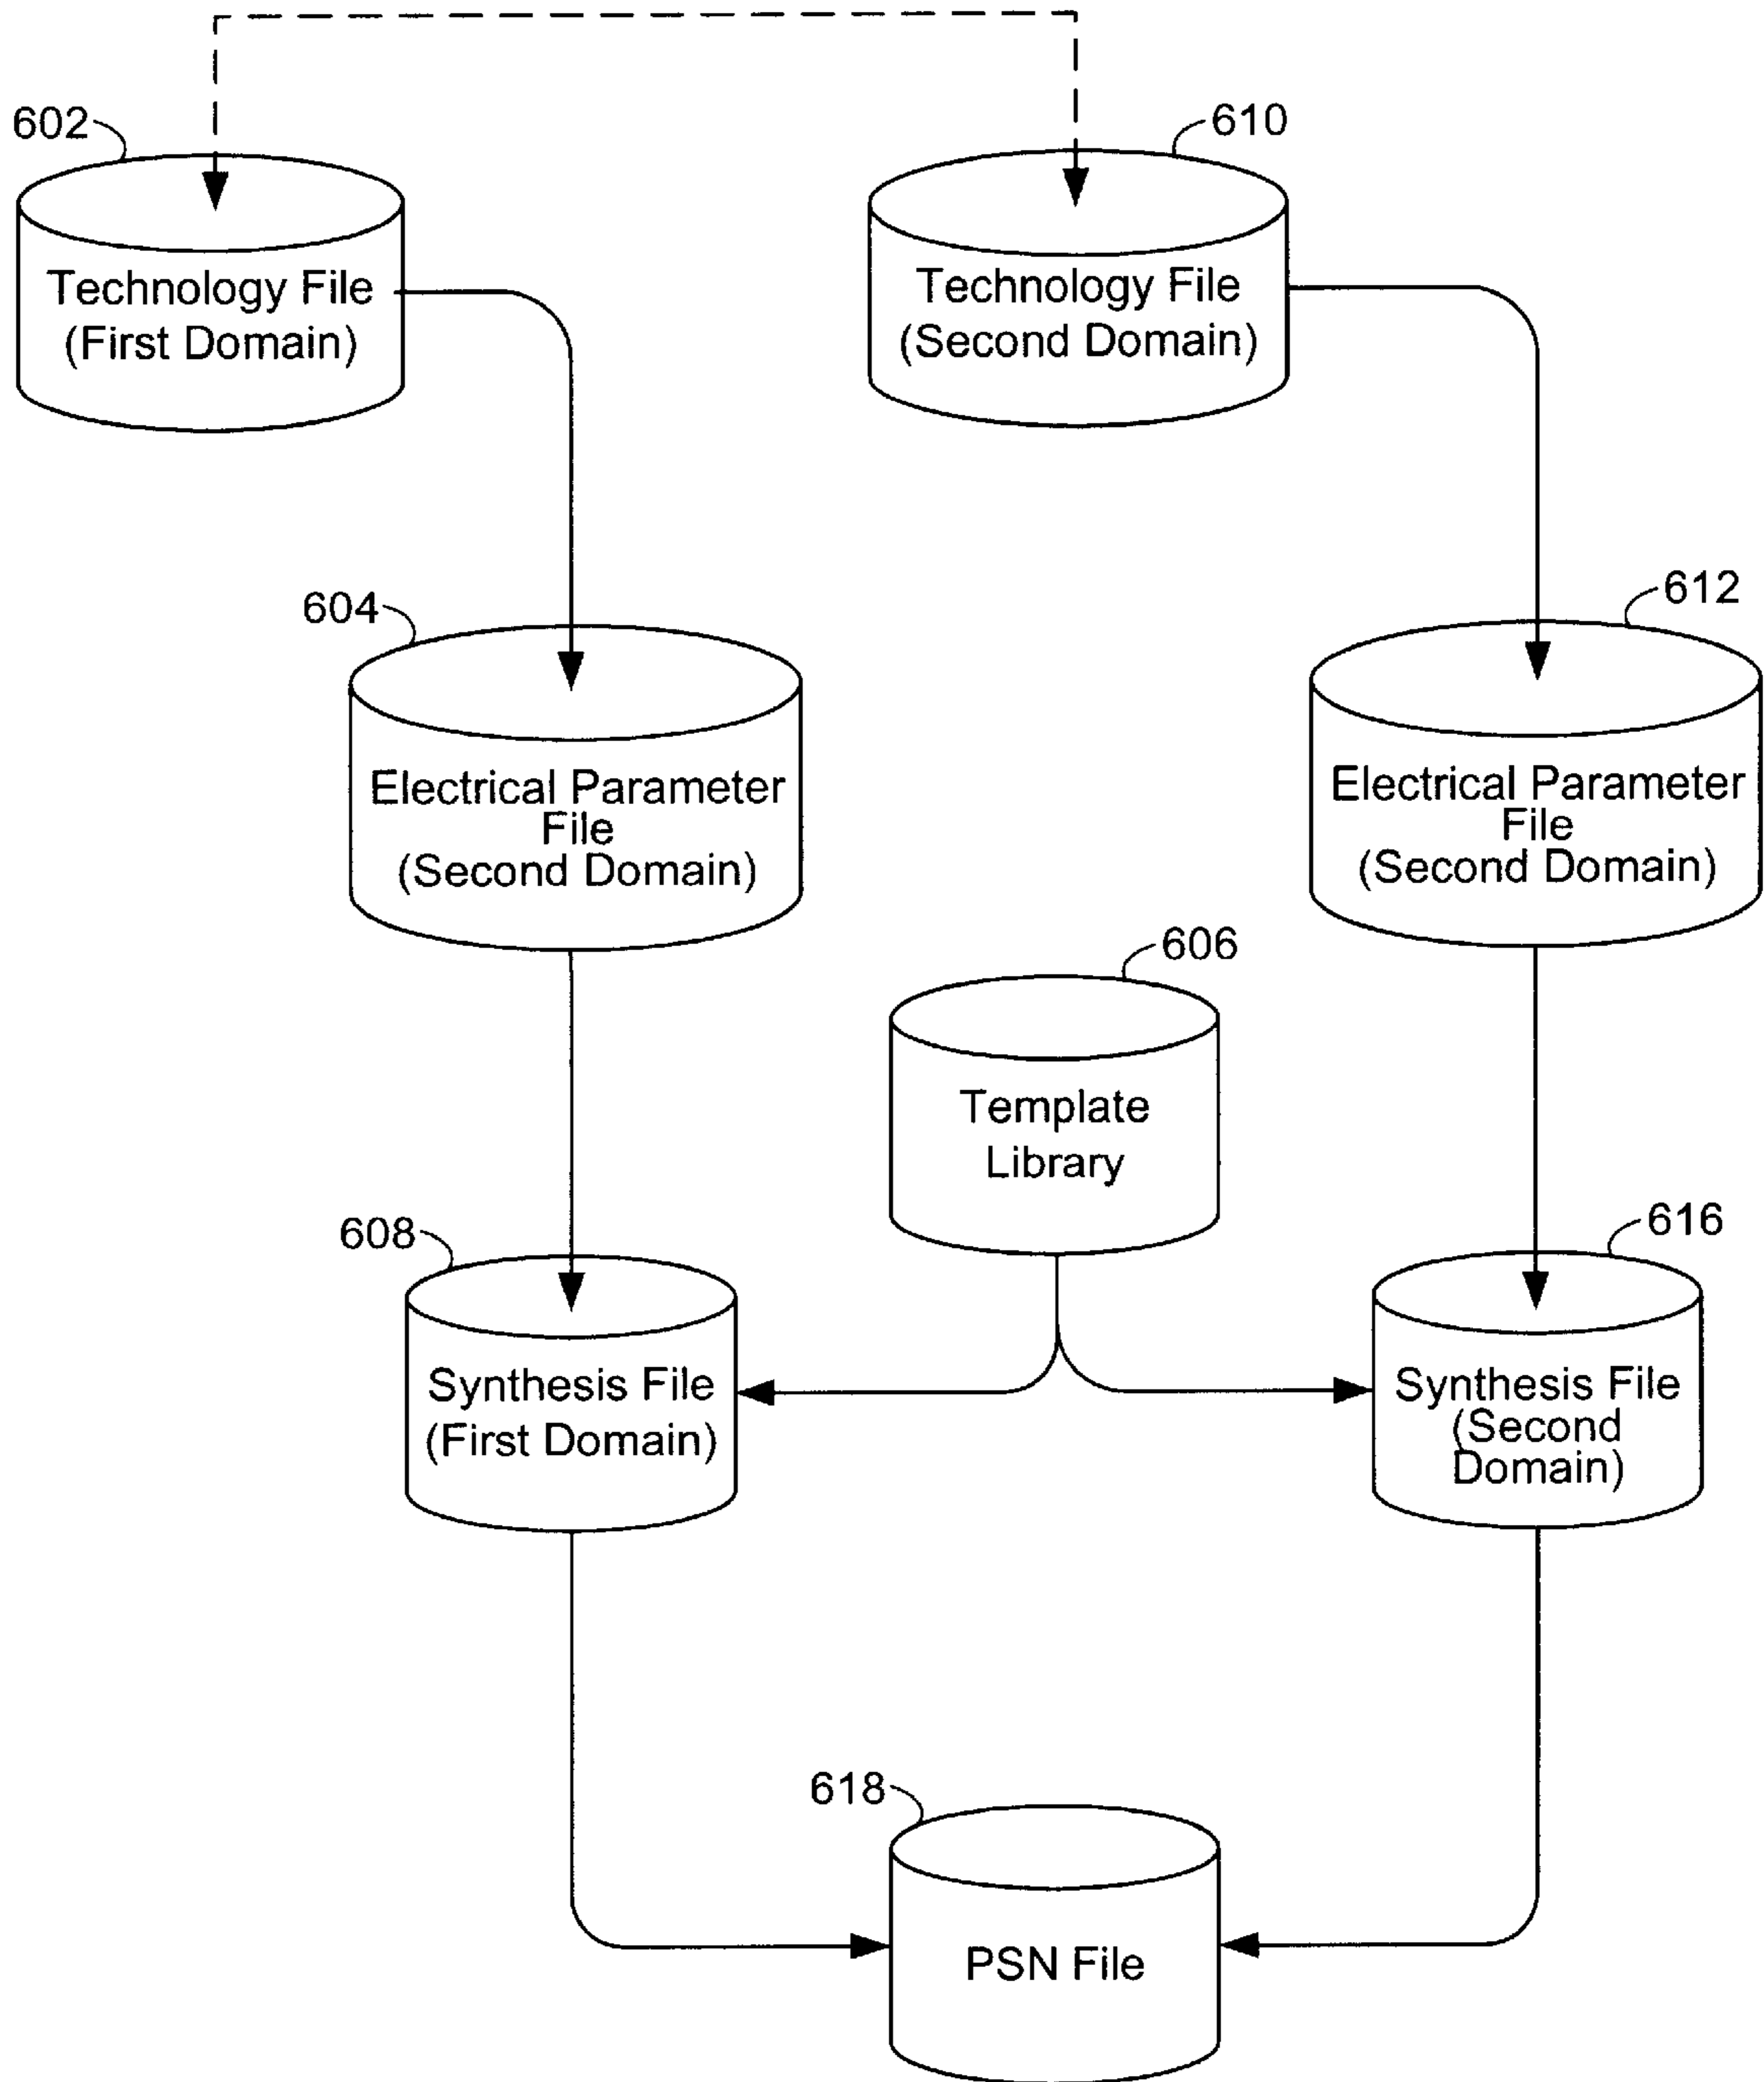 602
610
Technology File
(First Domain)
Technology File
(Second Domain)
604
612
Electrical Parameter
File
(Second Domain)
Electrical Parameter
File
(Second Domain)
606
Template
Library
608
616
Synthesis File
(First Domain)
Synthesis File
(Second
Domain)
618
PSN File